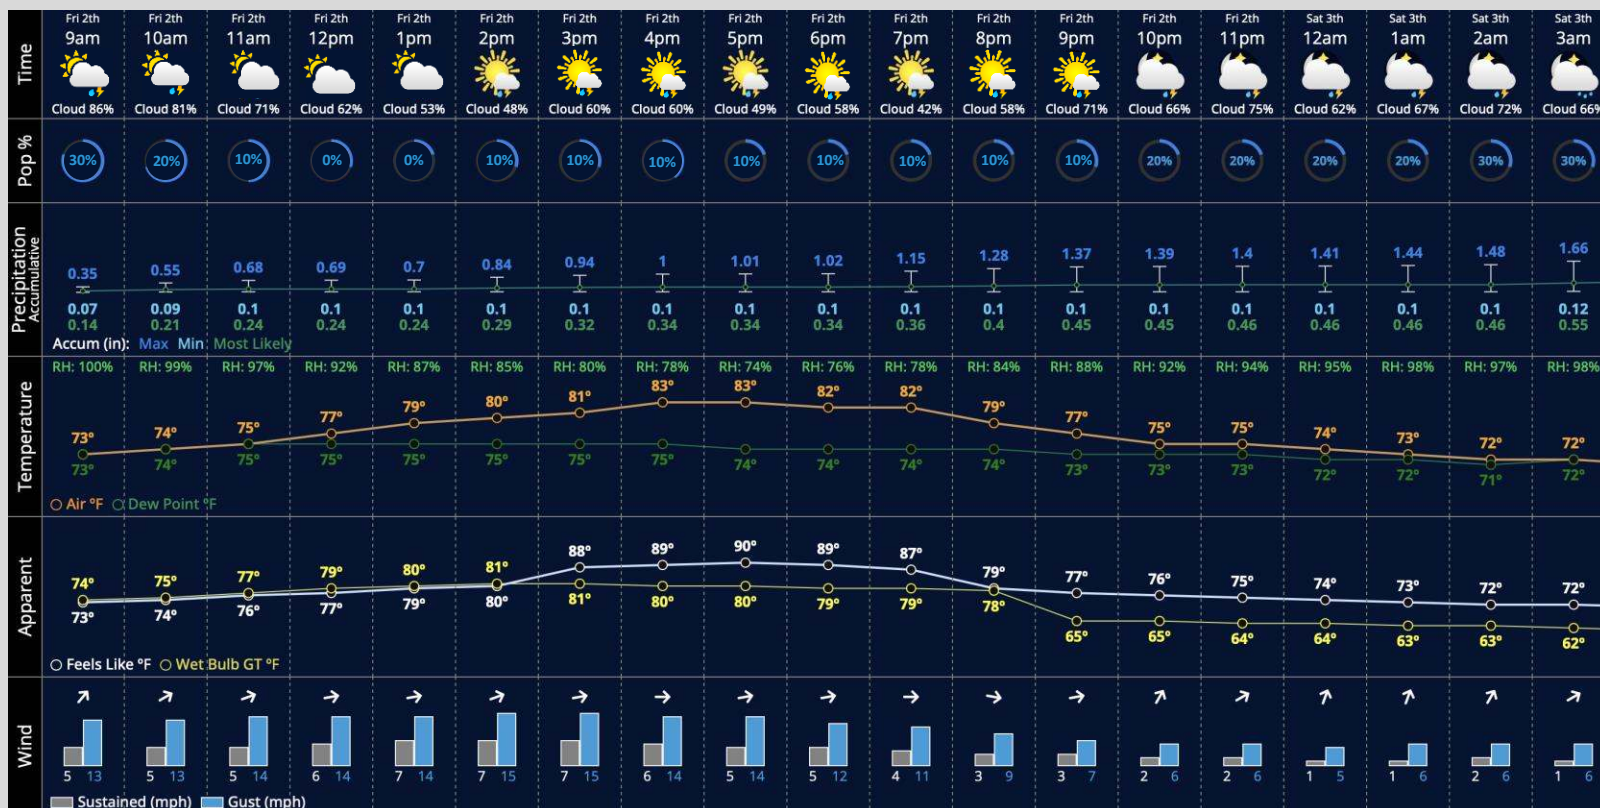 Fri 2th Fri 2th Fri 2th Fri 2th Fri 2th Fri 2th Fri 2th Fri 2th Fri 2th Fri 2th Fri 2th Fri 2th Fri 2th Fri 2th Fri 2th Sat 3th Sat 3th Sat 3th Sat 3th
Time 9am 10am 11am 12pm 1pm 2pm 3pm 4pm 5pm 6pm 7pm 8pm 9pm 10pm 11pm 12am 1am 2am 3am
Cloud 86% Cloud 81% Cloud 71% Cloud 62% Cloud 53% Cloud 48% Cloud 60% Cloud 60% Cloud 49% Cloud 58% Cloud 42% Cloud 58% Cloud 71% Cloud 66% Cloud 75% Cloud 62% Cloud 67% Cloud 72% Cloud 66%
Pop % 30% 20% 10% 0% 0% 10% 10% 10% 10% 10% 10% 10% 10% 20% 20% 20% 20% 30% 30%
Precipitation
Accumulative
0.35 0.55 0.68 0.69 0.7 0.84 0.94 1 1.01 1.02 1.15 1.28 1.37 1.39 1.4 1.41 1.44 1.48 1.66
0.07 0.09 0.1 0.1 0.1 0.1 0.1 0.1 0.1 0.1 0.1 0.1 0.1 0.1 0.1 0.1 0.1 0.1 0.12
0.14 0.21 0.24 0.24 0.24 0.29 0.32 0.34 0.34 0.34 0.36 0.4 0.45 0.45 0.46 0.46 0.46 0.46 0.55
Accum (in): Max Min Most Likely
RH: 100% RH: 99% RH: 97% RH: 92% RH: 87% RH: 85% RH: 80% RH: 78% RH: 74% RH: 76% RH: 78% RH: 84% RH: 88% RH: 92% RH: 94% RH: 95% RH: 98% RH: 97% RH: 98%
Temperature
73° 74° 75° 77° 79° 80° 81° 83° 83° 82° 82° 79° 77° 75° 75° 74° 73° 72° 72°
73° 74° 75° 75° 75° 75° 75° 75° 74° 74° 74° 74° 73° 73° 73° 72° 72° 71° 72°
Air °F Dew Point °F
Apparent
74° 75° 77° 79° 80° 81° 88° 89° 90° 89° 87° 79° 77° 76° 75° 74° 73° 72° 72°
73° 74° 76° 77° 79° 80° 81° 80° 80° 79° 79° 78° 65° 65° 64° 64° 63° 63° 62°
Feels Like °F Wet Bulb GT °F
Wind
5 13 5 13 5 14 6 14 7 14 7 15 7 15 6 14 5 14 5 12 4 11 3 9 3 7 2 6 2 6 1 5 1 6 2 6 1 6
Sustained (mph) Gust (mph)